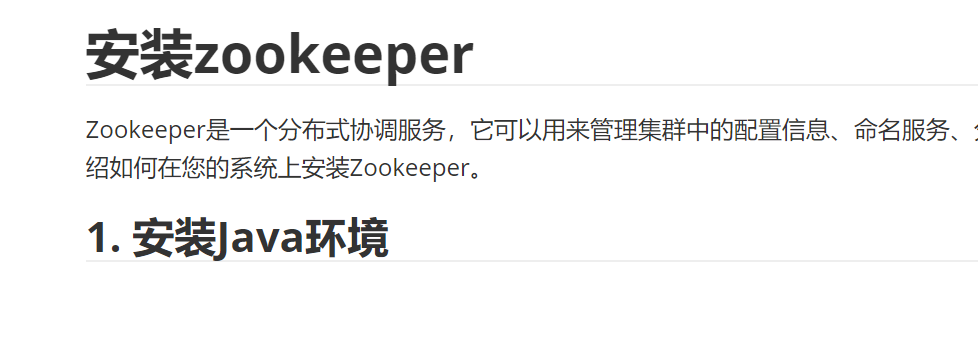 安装zookeeper
Zookeeper是一个分布式协调服务，它可以用来管理集群中的配置信息、命名服务、
绍如何在您的系统上安装Zookeeper。
1. 安装Java环境